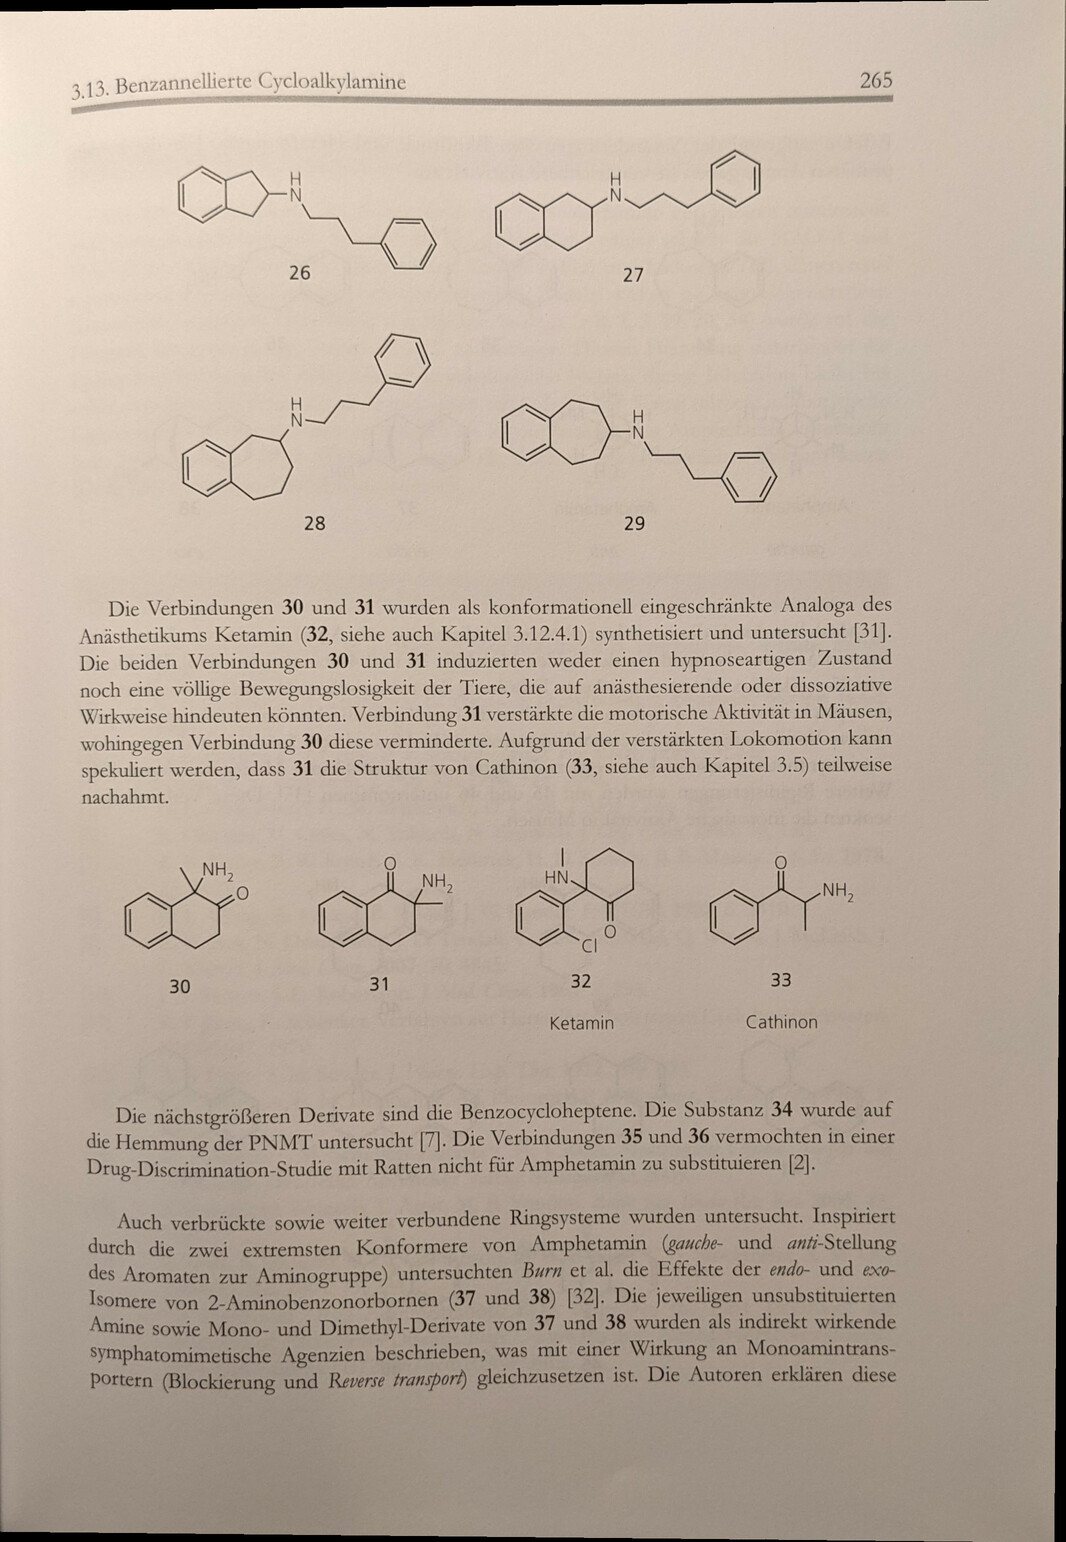 3.13. Benzannellierte Cycloalkylamine 265
H
N
26
H
N
27
H
N
28
H
N
29
Die Verbindungen 30 und 31 wurden als konformationell eingeschränkte Analoga des
Anästhetikums Ketamin (32, siehe auch Kapitel 3.12.4.1) synthetisiert und untersucht [31].
Die beiden Verbindungen 30 und 31 induzierten weder einen hypnoseartigen Zustand
noch eine völlige Bewegungslosigkeit der Tiere, die auf anästhesierende oder dissoziative
Wirkweise hindeuten könnten. Verbindung 31 verstärkte die motorische Aktivität in Mäusen,
wohingegen Verbindung 30 diese verminderte. Aufgrund der verstärkten Lokomotion kann
spekuliert werden, dass 31 die Struktur von Cathinon (33, siehe auch Kapitel 3.5) teilweise
nachahmt.
NH2
O
30
O
NH2
31
HN
O
Cl
32
Ketamin
O
NH2
33
Cathinon
Die nächstgrößeren Derivate sind die Benzocycloheptene. Die Substanz 34 wurde auf
die Hemmung der PNMT untersucht [7]. Die Verbindungen 35 und 36 vermochten in einer
Drug-Discrimination-Studie mit Ratten nicht für Amphetamin zu substituieren [2].
Auch verbrückte sowie weiter verbundene Ringsysteme wurden untersucht. Inspiriert
durch die zwei extremsten Konformere von Amphetamin (gauche- und anti-Stellung
des Aromaten zur Aminogruppe) untersuchten Burn et al. die Effekte der endo- und exo-
Isomere von 2-Aminobenzonorbornen (37 und 38) [32]. Die jeweiligen unsubstituierten
Amine sowie Mono- und Dimethyl-Derivate von 37 und 38 wurden als indirekt wirkende
symphatomimetische Agenzien beschrieben, was mit einer Wirkung an Monoamintrans-
portern (Blockierung und Reverse transport) gleichzusetzen ist. Die Autoren erklären diese